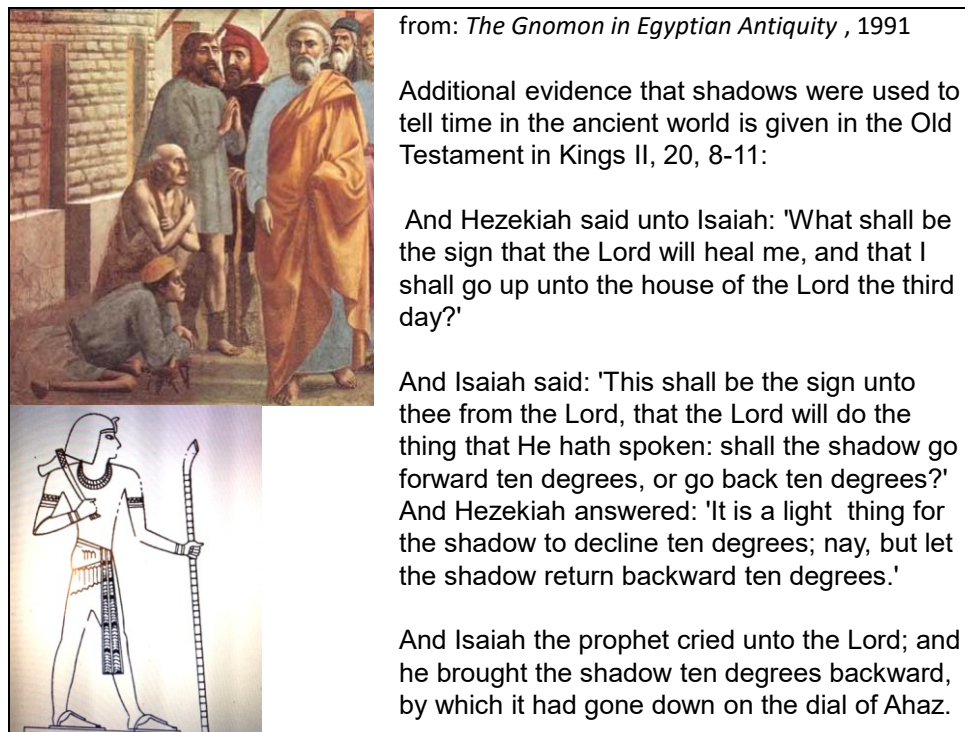 from: The Gnomon in Egyptian Antiquity , 1991
Additional evidence that shadows were used to
tell time in the ancient world is given in the Old
Testament in Kings II, 20, 8-11:
And Hezekiah said unto Isaiah: 'What shall be
the sign that the Lord will heal me, and that I
shall go up unto the house of the Lord the third
day?'
And Isaiah said: 'This shall be the sign unto
thee from the Lord, that the Lord will do the
thing that He hath spoken: shall the shadow go
forward ten degrees, or go back ten degrees?'
And Hezekiah answered: 'It is a light  thing for
the shadow to decline ten degrees; nay, but let
the shadow return backward ten degrees.'
And Isaiah the prophet cried unto the Lord; and
he brought the shadow ten degrees backward,
by which it had gone down on the dial of Ahaz.